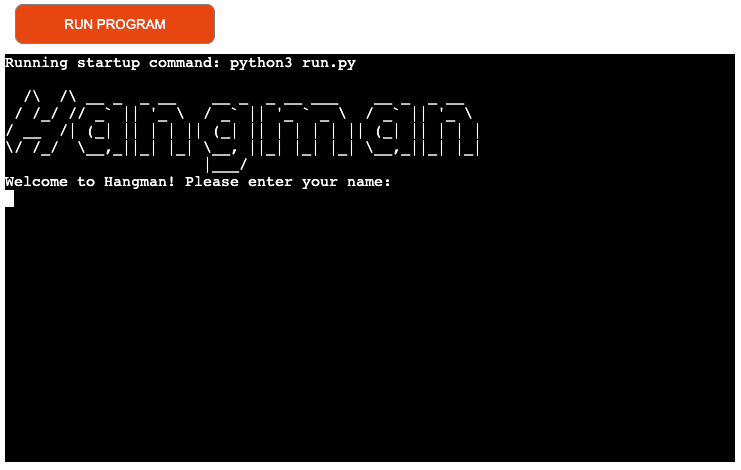 RUN PROGRAM
Running startup command: python3 run.py
Hangman
Welcome to Hangman! Please enter your name: